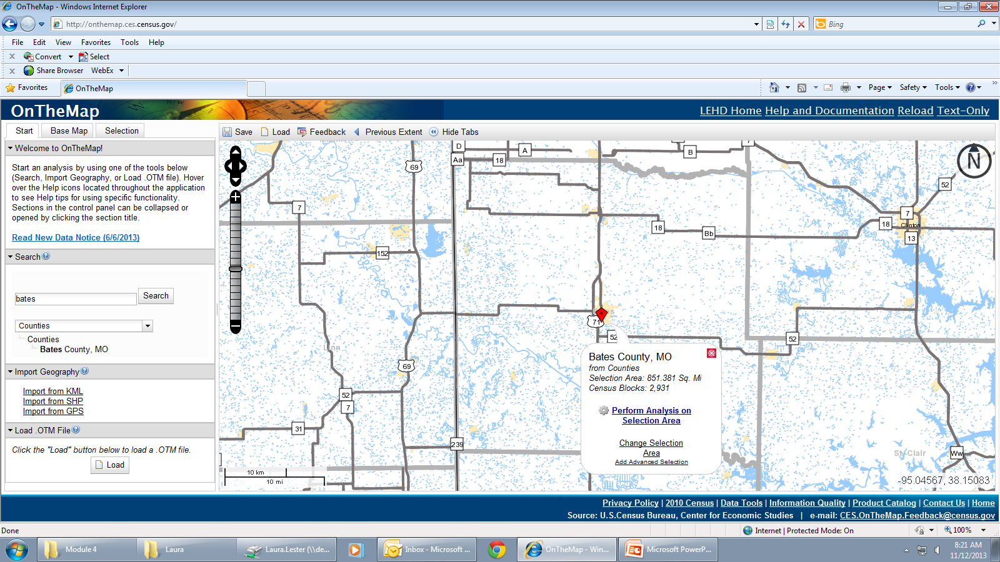 OnTheMap - Windows Internet Explorer
http://onthemap.ces.census.gov/
Bing
File Edit View Favorites Tools Help
Convert Select
Share Browser WebEx
Favorites OnTheMap
Page Safety Tools
OnTheMap
LEHD Home Help and Documentation Reload Text-Only
Start Base Map Selection
Save Load Feedback Previous Extent Hide Tabs
Welcome to OnTheMap!
Start an analysis by using one of the tools below
(Search, Import Geography, or Load .OTM file). Hover
over the Help icons located throughout the application
to see Help tips for using specific functionality.
Sections in the control panel can be collapsed or
opened by clicking the section title.
Read New Data Notice (6/6/2013)
Search
bates
Search
Counties
Counties
Bates County, MO
Import Geography
Import from KML
Import from SHP
Import from GPS
Load .OTM File
Click the "Load" button below to load a .OTM file.
Load
D
A
B
7
69
Aa
18
N
52
7
7
18
Clinton
18
Bb
13
152
71
52
52
Linn
69
52
7
31
239
St Clair
Ww
Bates County, MO
from Counties
Selection Area: 851.381 Sq. Mi
Census Blocks: 2,931
Perform Analysis on
Selection Area
Change Selection
Area
Add Advanced Selection
10 km
10 mi
-95.04567, 38.15083
Privacy Policy | 2010 Census | Data Tools | Information Quality | Product Catalog | Contact Us | Home
Source: U.S.Census Bureau, Center for Economic Studies | e-mail: CES.OnTheMap.Feedback@census.gov
Done
Internet | Protected Mode: On
100%
Module 4
Laura
Laura.Lester (\\de...
Inbox - Microsoft ...
OnTheMap - Win...
Microsoft PowerP...
8:21 AM
11/12/2013